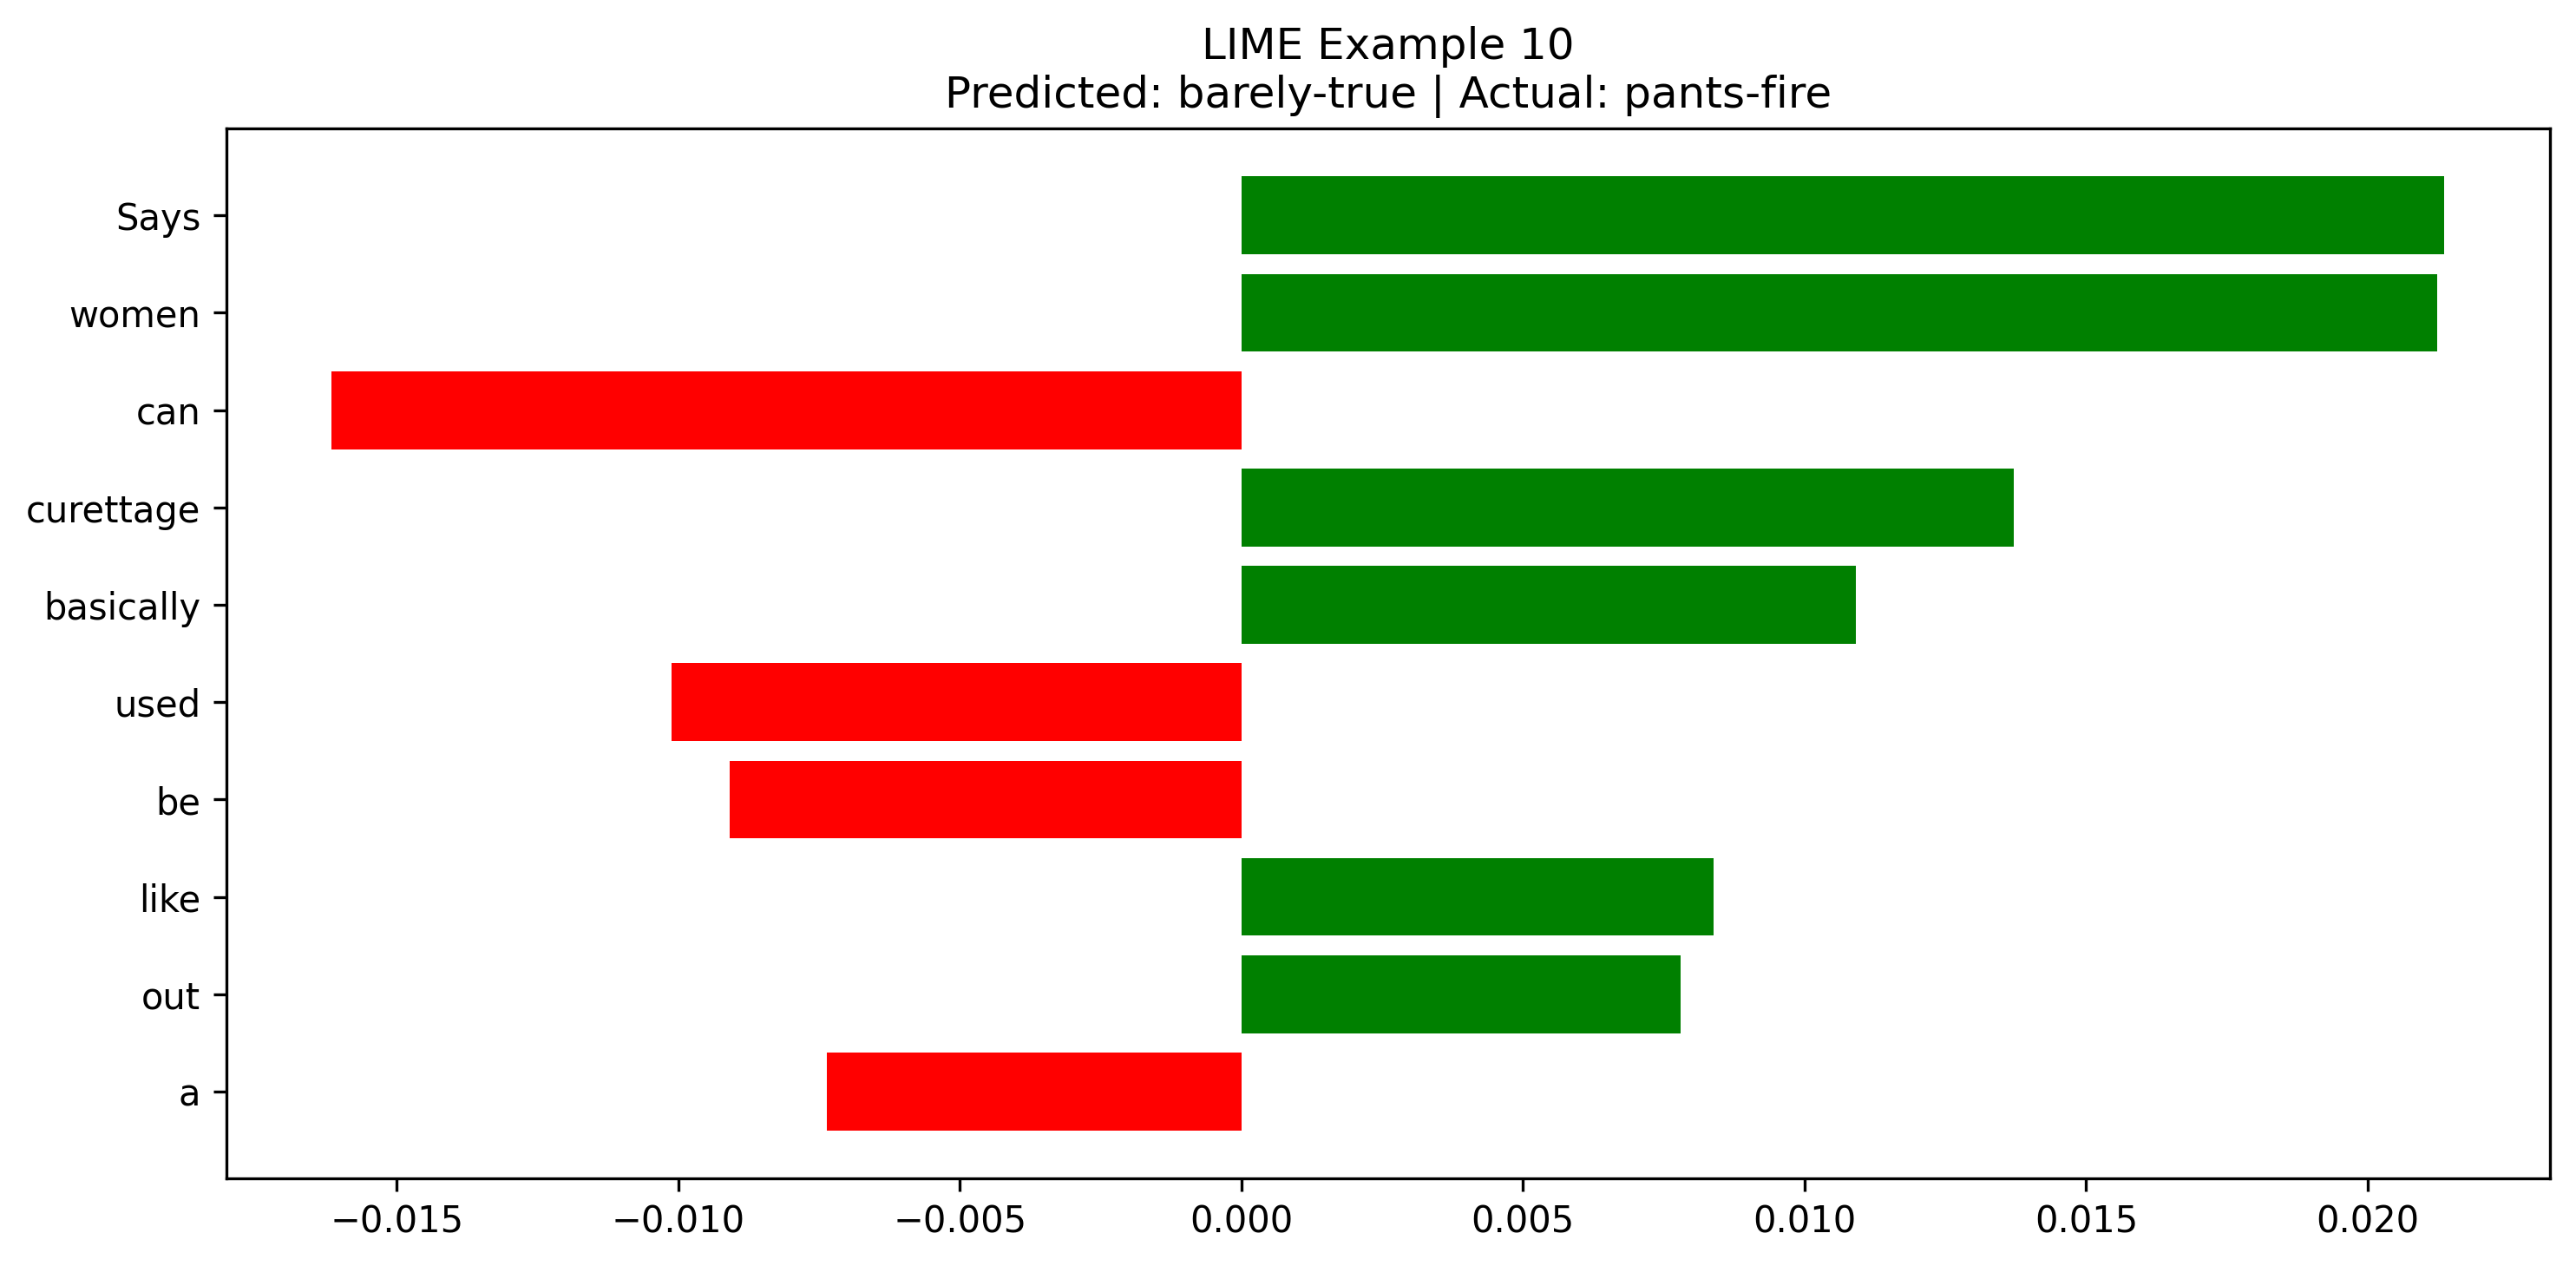 LIME Example 10
Predicted: barely-true | Actual: pants-fire
Says
women
can
curettage
basically
used
be
like
out
a
−0.015 −0.010 −0.005 0.000 0.005 0.010 0.015 0.020